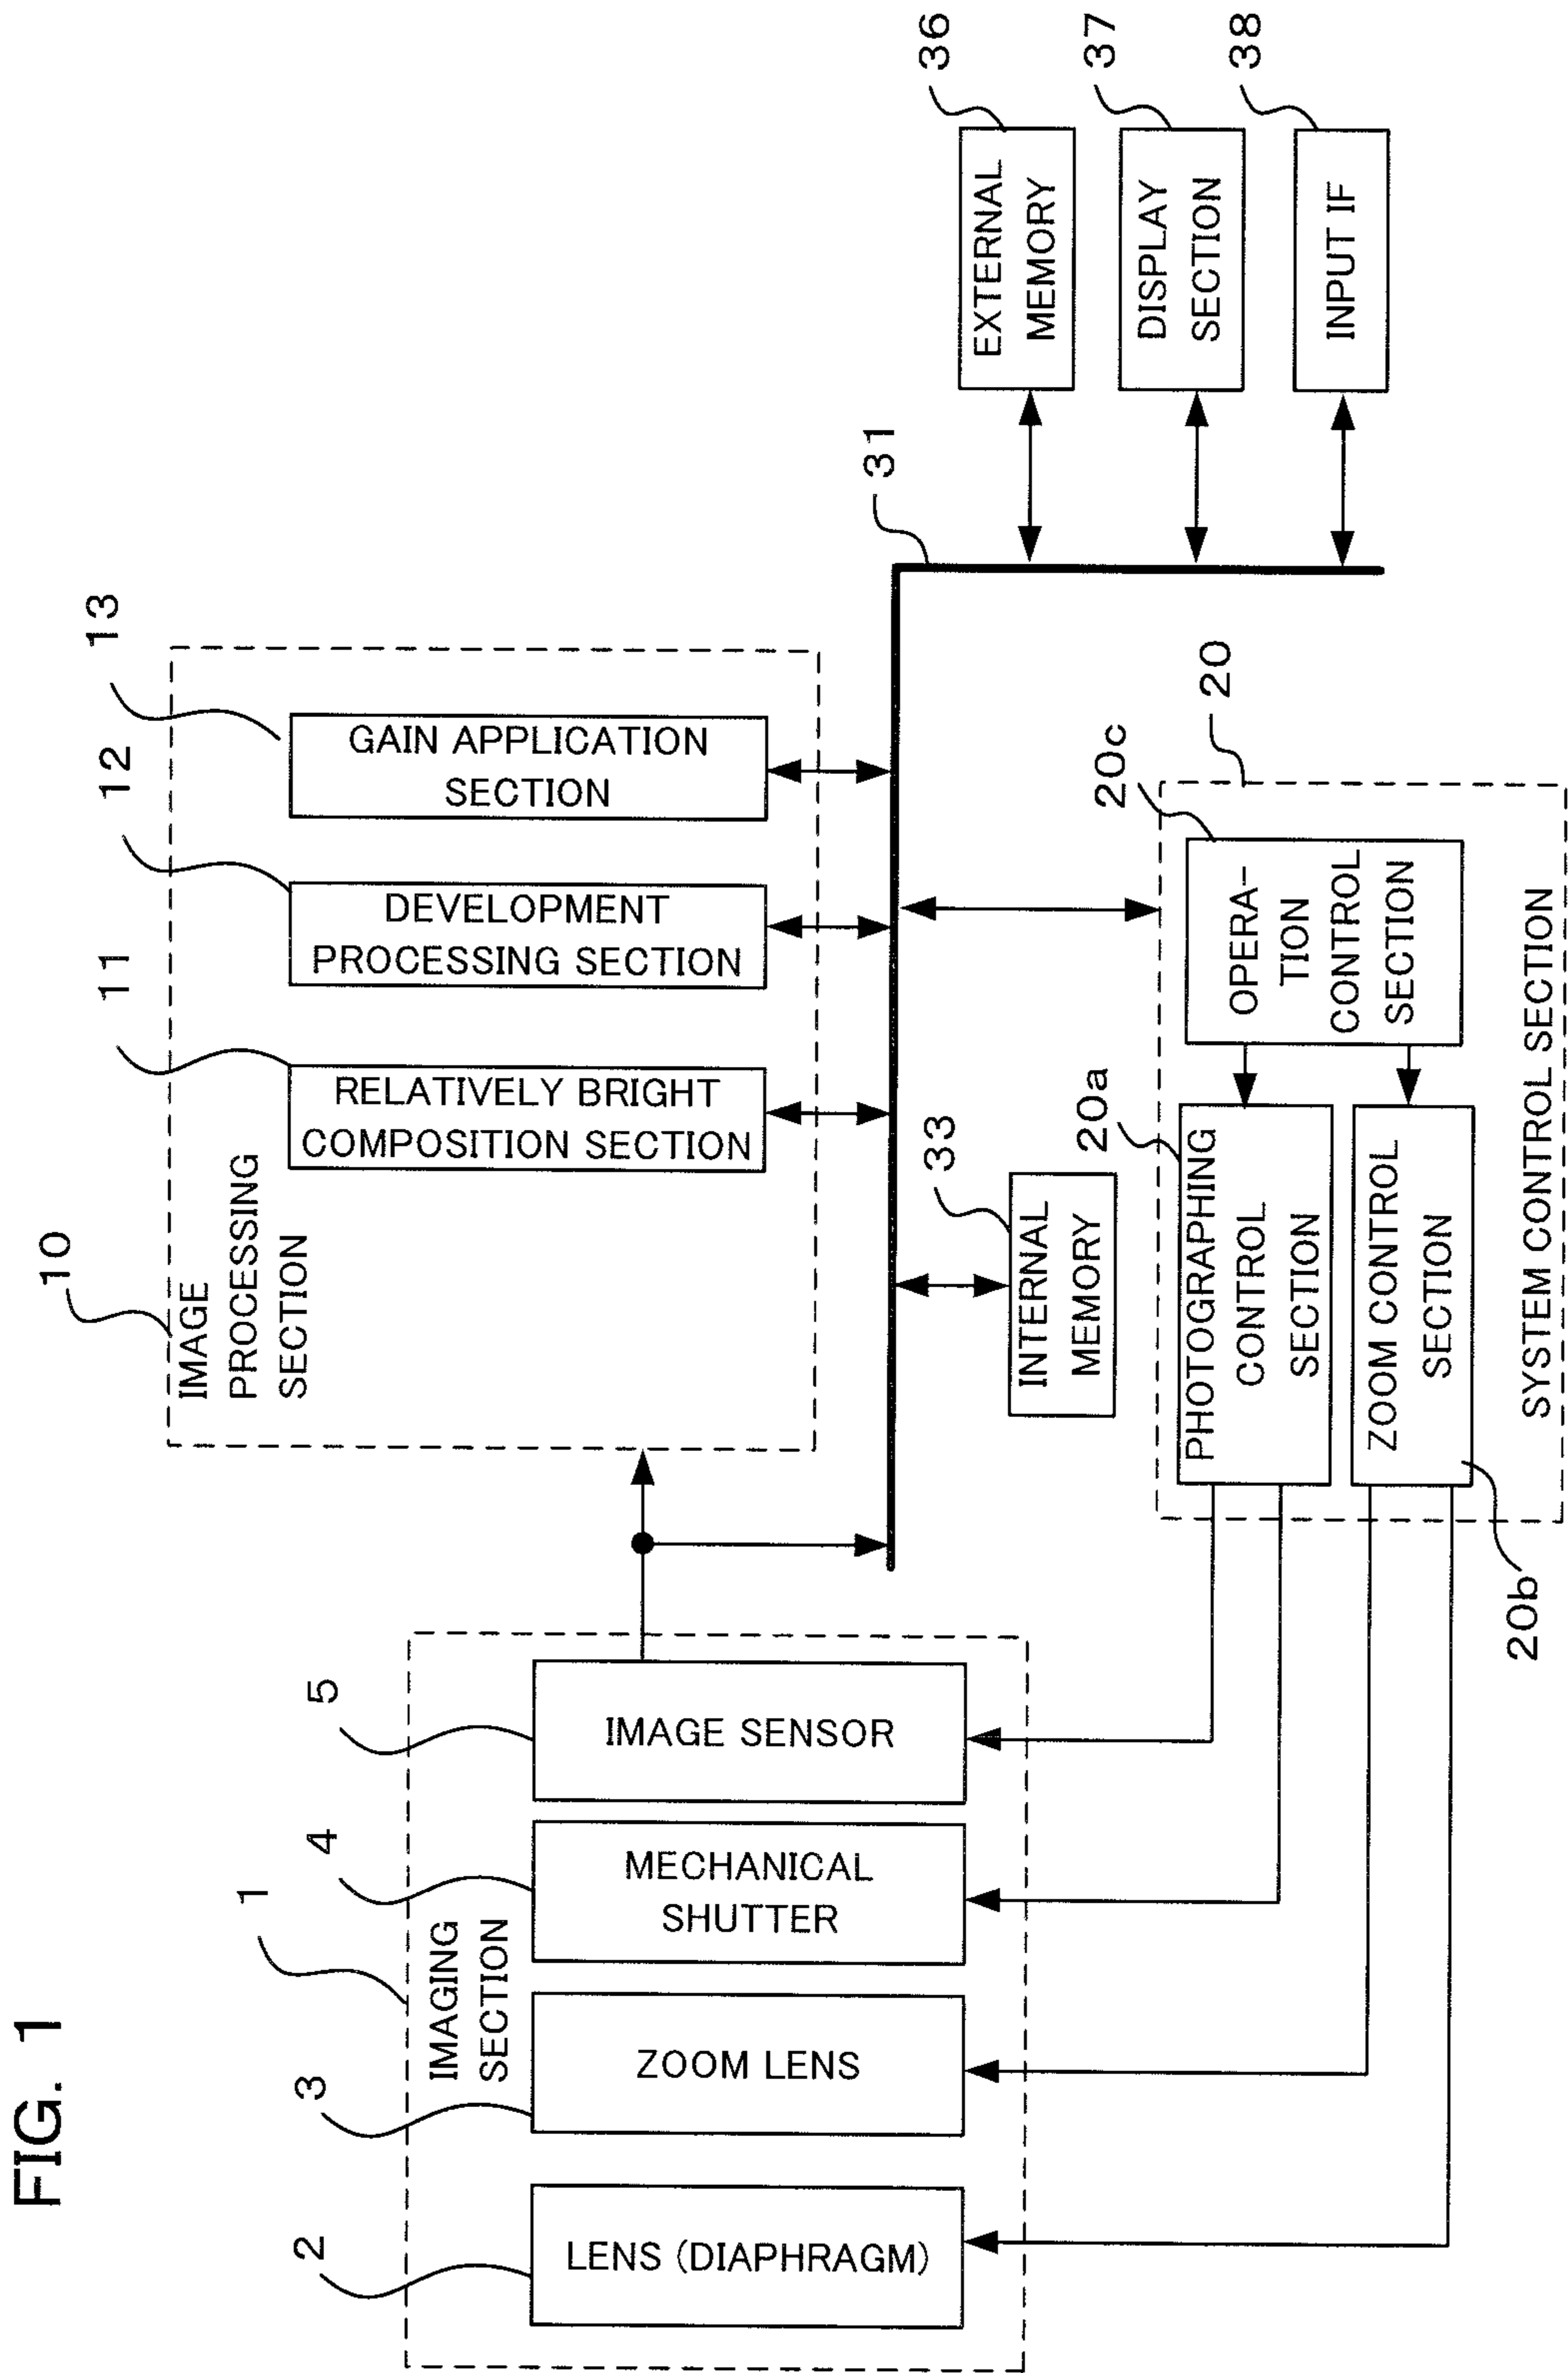 FIG. 1
1
IMAGING
SECTION
2
LENS (DIAPHRAGM)
3
ZOOM LENS
4
MECHANICAL
SHUTTER
5
IMAGE SENSOR
10
IMAGE
PROCESSING
SECTION
11
RELATIVELY BRIGHT
COMPOSITION SECTION
12
DEVELOPMENT
PROCESSING SECTION
13
GAIN APPLICATION
SECTION
31
33
INTERNAL
MEMORY
20
20a
PHOTOGRAPHING
CONTROL
SECTION
20b
ZOOM CONTROL
SECTION
20c
OPERA-
TION
CONTROL
SECTION
SYSTEM CONTROL SECTION
36
EXTERNAL
MEMORY
37
DISPLAY
SECTION
38
INPUT IF